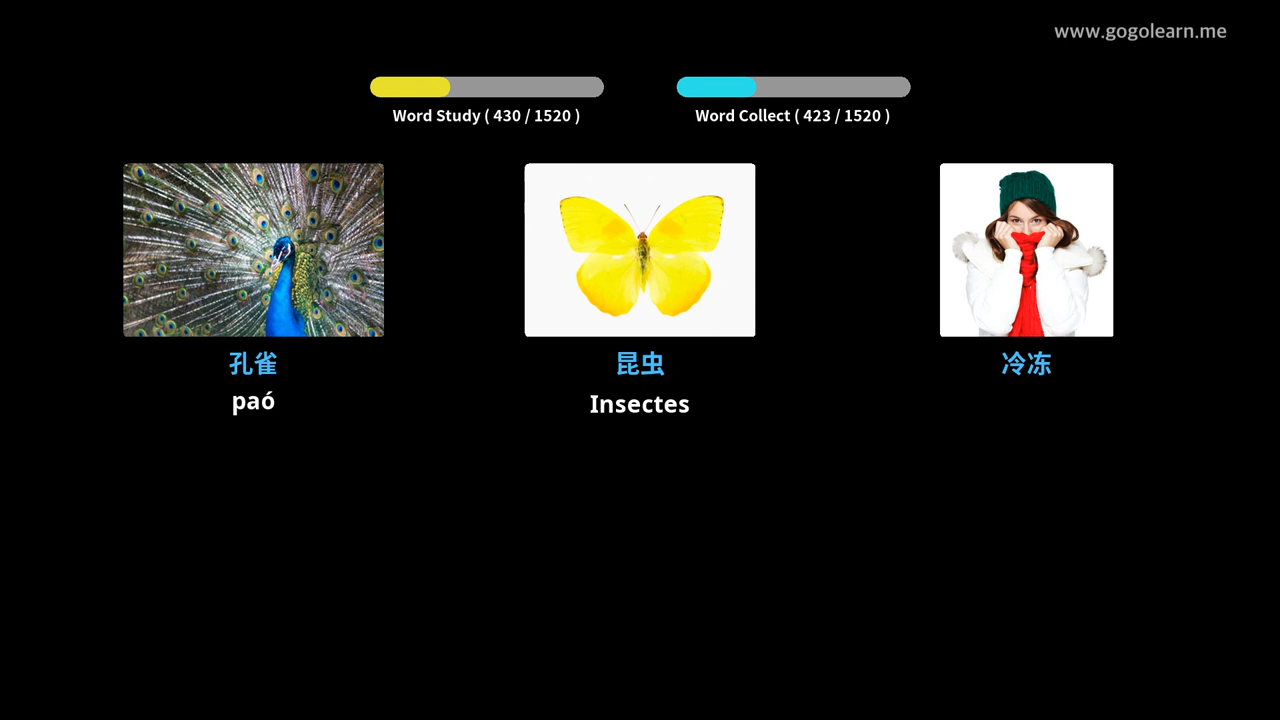 www.gogolearn.me
Word Study ( 430 / 1520 )
Word Collect ( 423 / 1520 )
孔雀
昆虫
冷冻
paó
Insectes